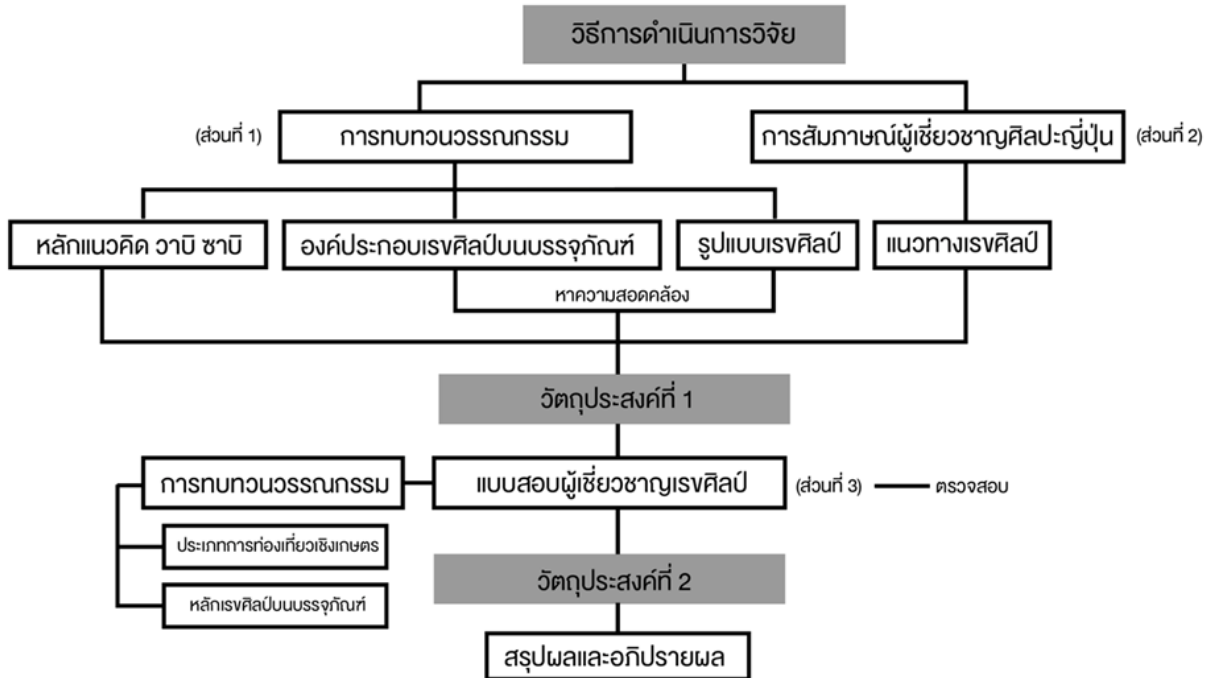 วิธีการดำเนินการวิจัย
(ส่วนที่ 1)
การทบทวนวรรณกรรม
การสัมภาษณ์ผู้เชี่ยวชาญศิลปะญี่ปุ่น
(ส่วนที่ 2)
หลักแนวคิด วาบิ ซาบิ
องค์ประกอบเรขศิลป์บนบรรจุภัณฑ์
รูปแบบเรขศิลป์
แนวทางเรขศิลป์
หาความสอดคล้อง
วัตถุประสงค์ที่ 1
การทบทวนวรรณกรรม
แบบสอบผู้เชี่ยวชาญเรขศิลป์
(ส่วนที่ 3)
ตรวจสอบ
ประเภทการท่องเที่ยวเชิงเกษตร
หลักเรขศิลป์บนบรรจุภัณฑ์
วัตถุประสงค์ที่ 2
สรุปผลและอภิปรายผล